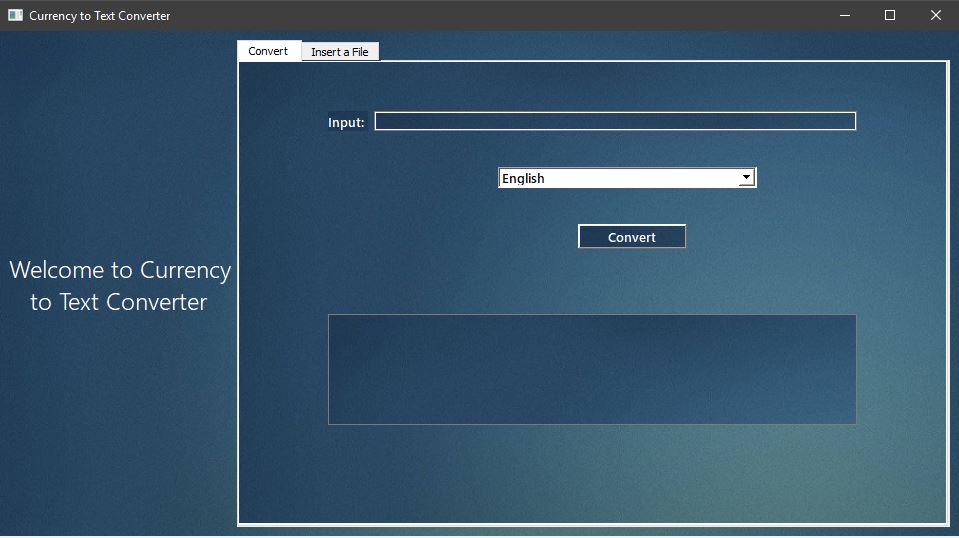 Currency to Text Converter
Convert
Insert a File
Input:
English
Convert
Welcome to Currency
to Text Converter